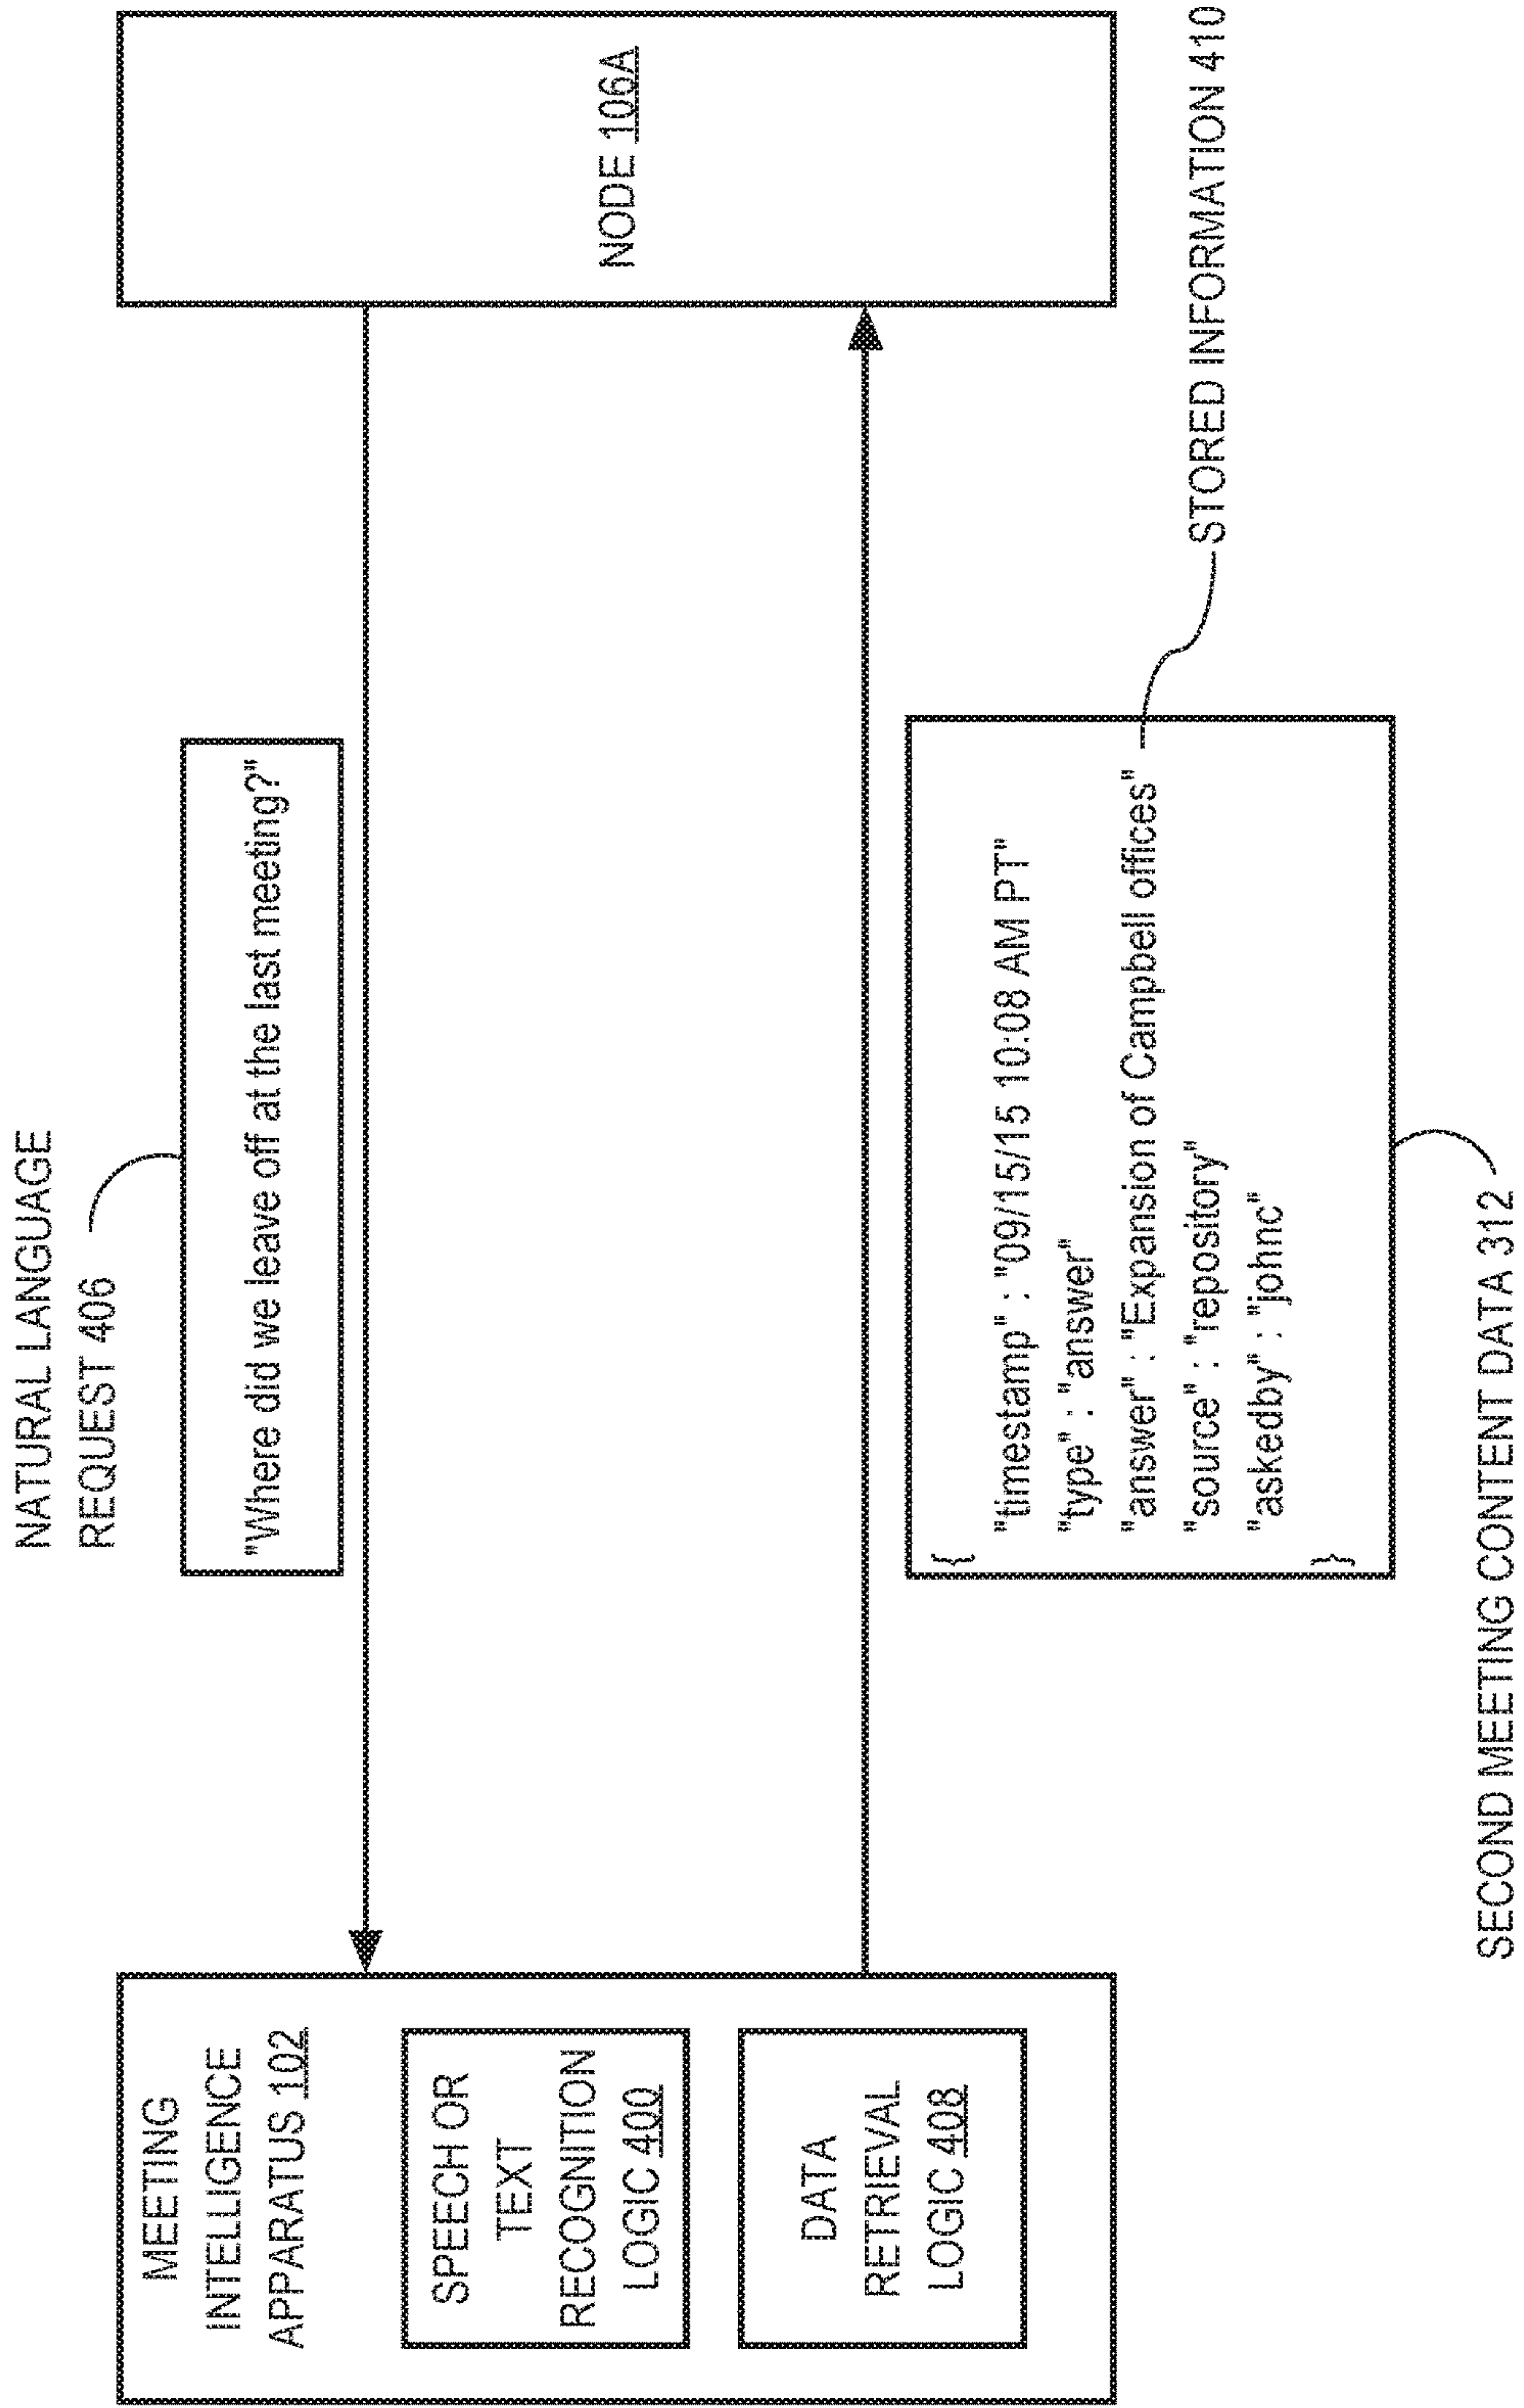 MEETING
INTELLIGENCE
APPARATUS 102
SPEECH OR
TEXT
RECOGNITION
LOGIC 400
DATA
RETRIEVAL
LOGIC 408
NATURAL LANGUAGE
REQUEST 406
"Where did we leave off at the last meeting?"
{
"timestamp" : "09/15/15 10:08 AM PT"
"type" : "answer"
"answer" : "Expansion of Campbell offices"
"source" : "repository"
"askedby" : "johnc"
}
SECOND MEETING CONTENT DATA 312
STORED INFORMATION 410
NODE 106A